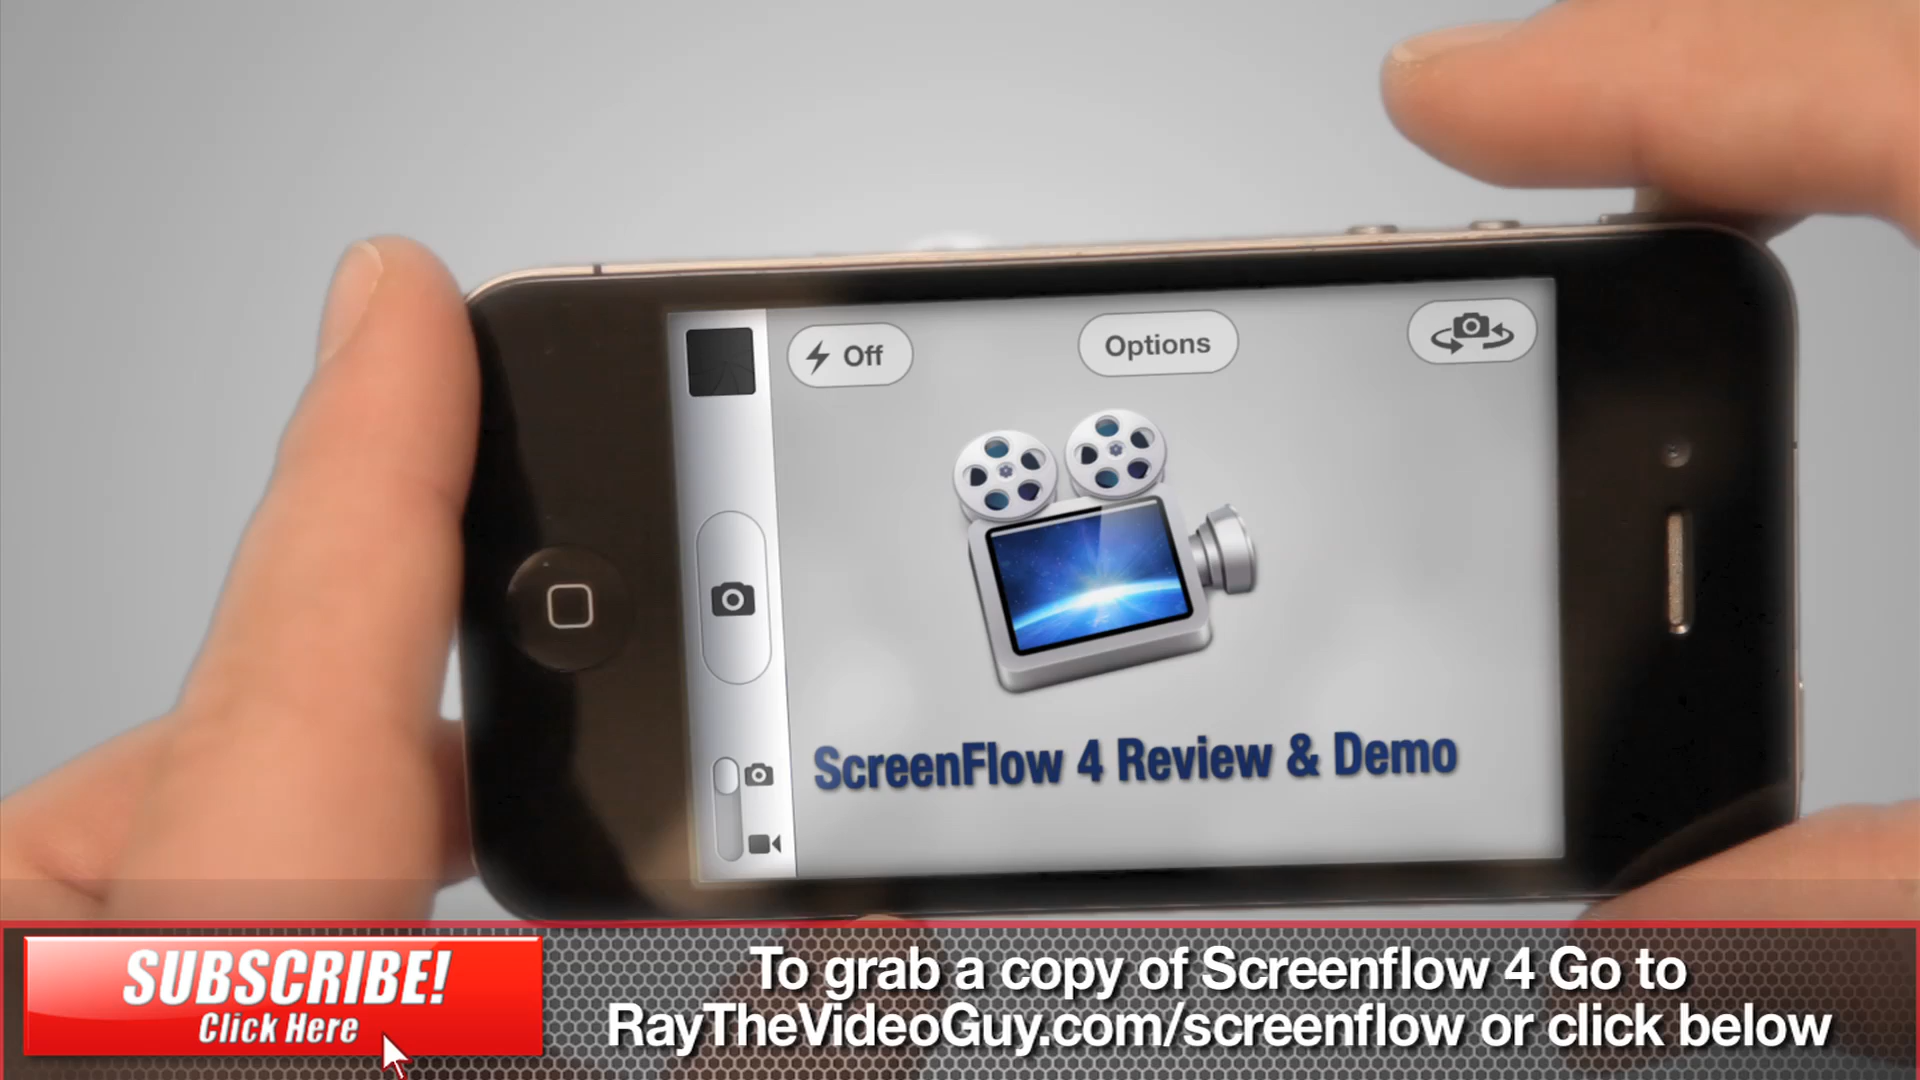 Off
Options
ScreenFlow 4 Review & Demo
SUBSCRIBE!
Click Here
To grab a copy of Screenflow 4 Go to
RayTheVideoGuy.com/screenflow or click below